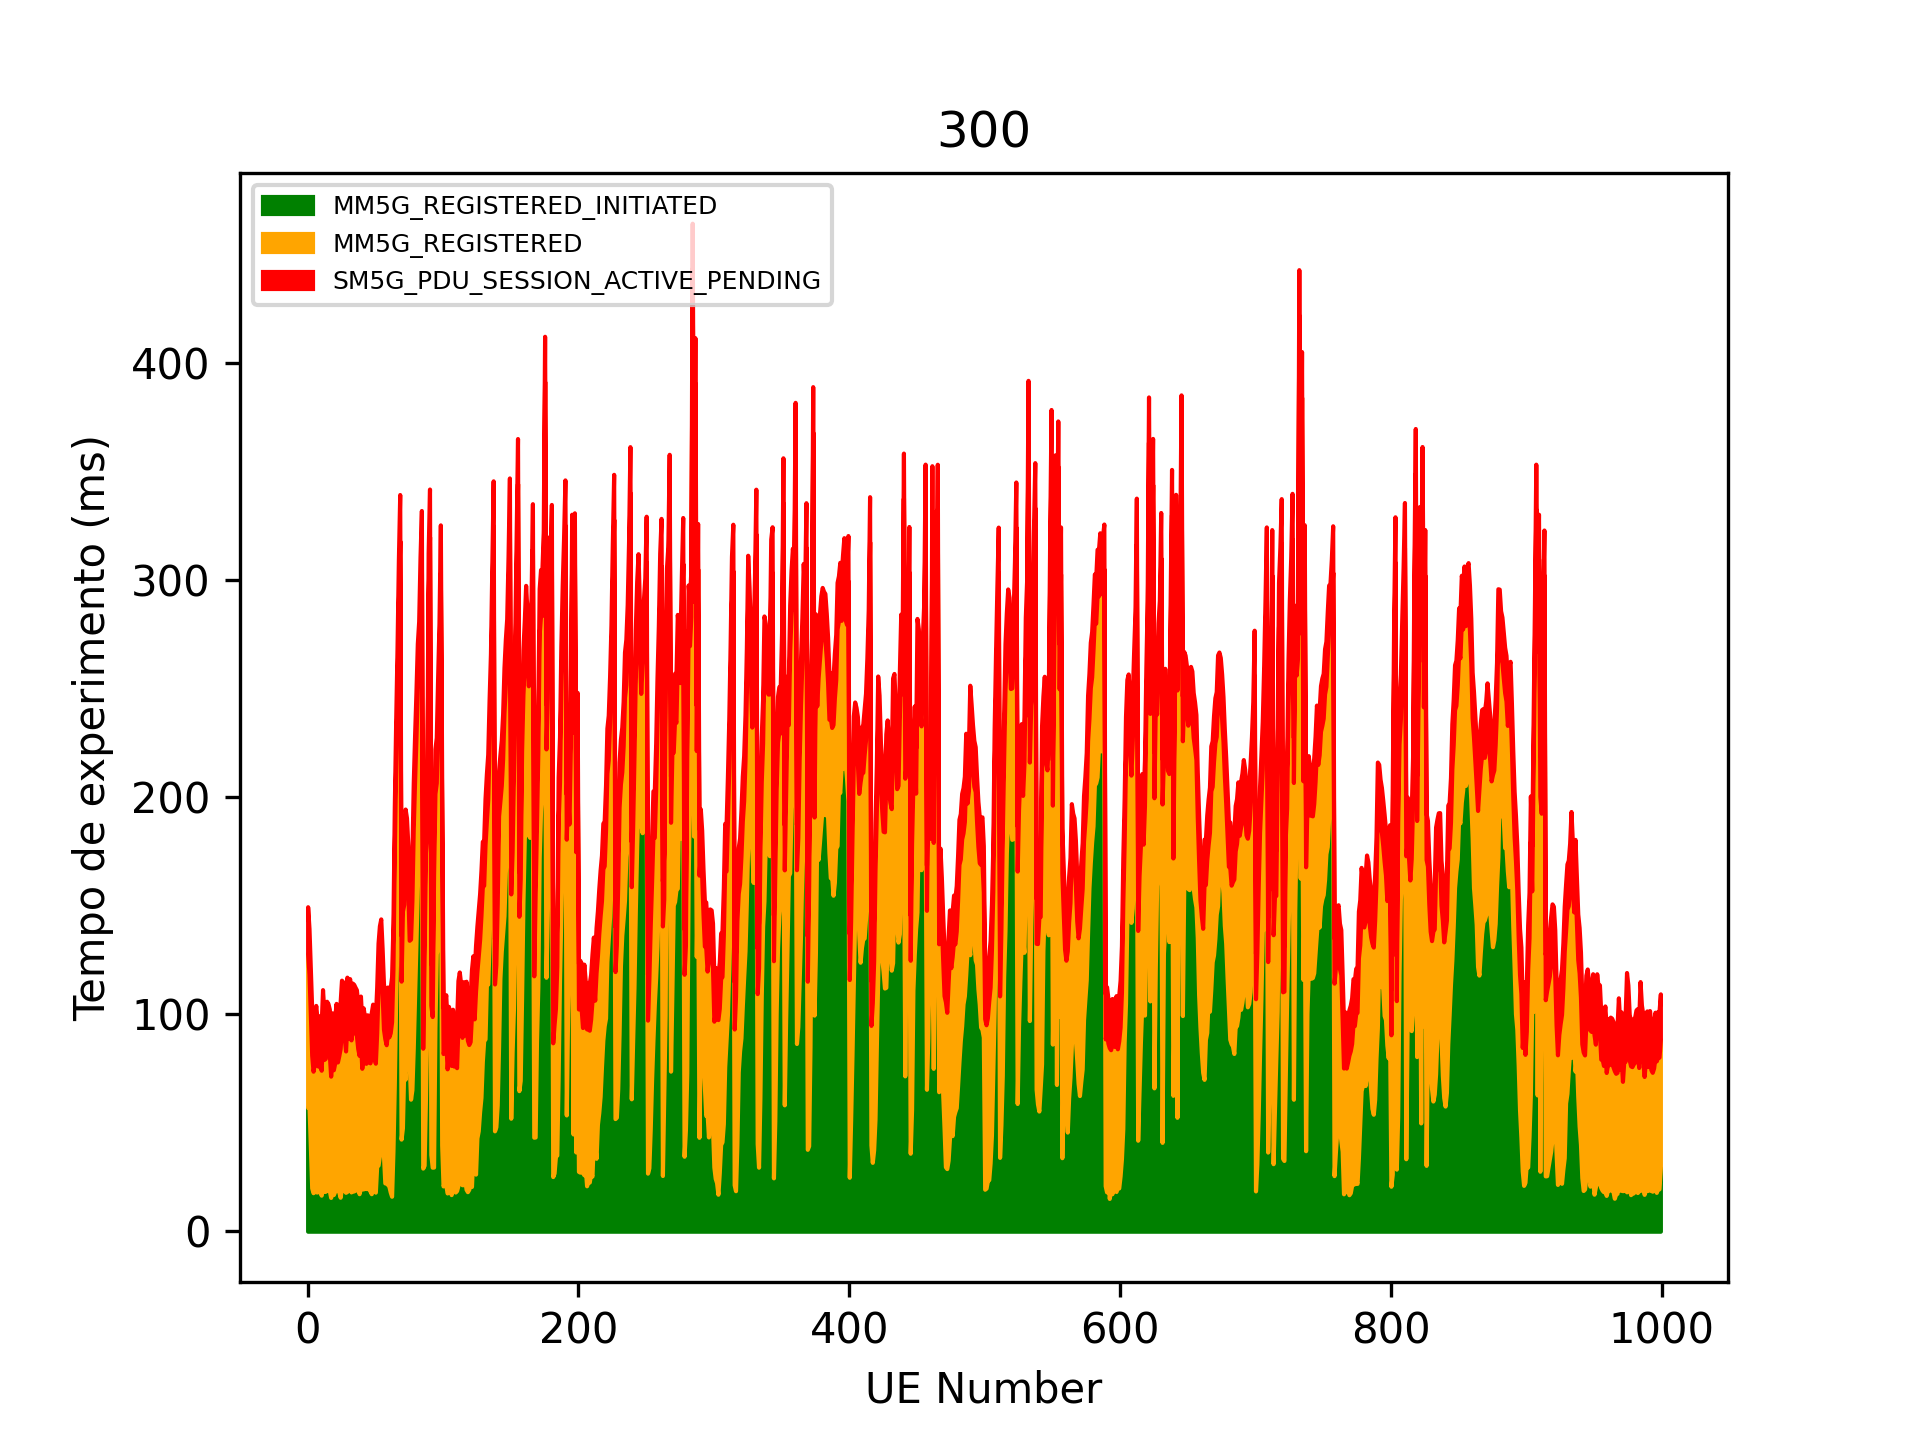 300
MM5G_REGISTERED_INITIATED
MM5G_REGISTERED
SM5G_PDU_SESSION_ACTIVE_PENDING
Tempo de experimento (ms)
400
300
200
100
0
0 200 400 600 800 1000
UE Number